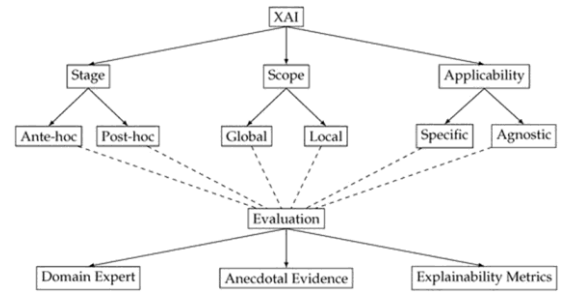 XAI
Stage
Scope
Applicability
Ante-hoc
Post-hoc
Global
Local
Specific
Agnostic
Evaluation
Domain Expert
Anecdotal Evidence
Explainability Metrics